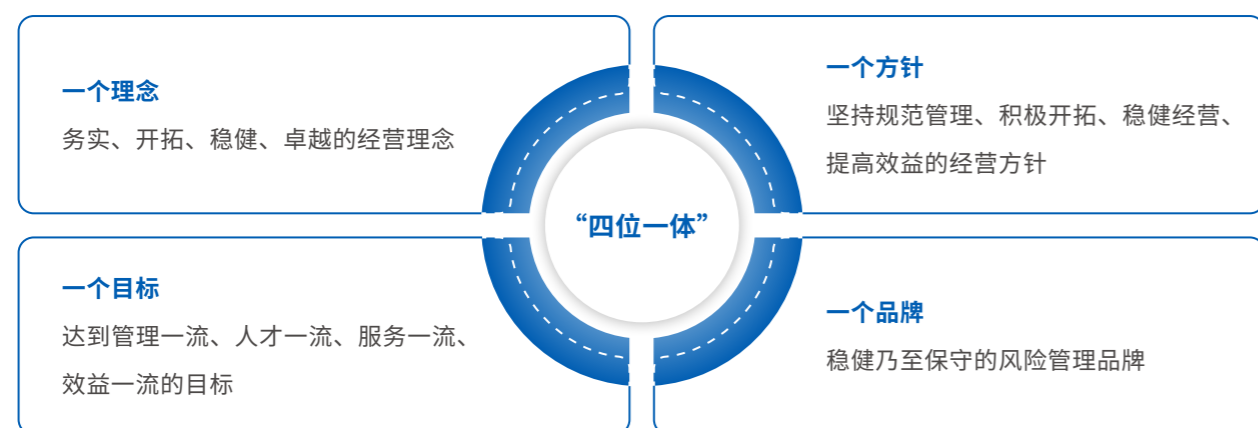 一个理念
务实、开拓、稳健、卓越的经营理念
一个方针
坚持规范管理、积极开拓、稳健经营、
提高效益的经营方针
“四位一体”
一个目标
达到管理一流、人才一流、服务一流、
效益一流的目标
一个品牌
稳健乃至保守的风险管理品牌